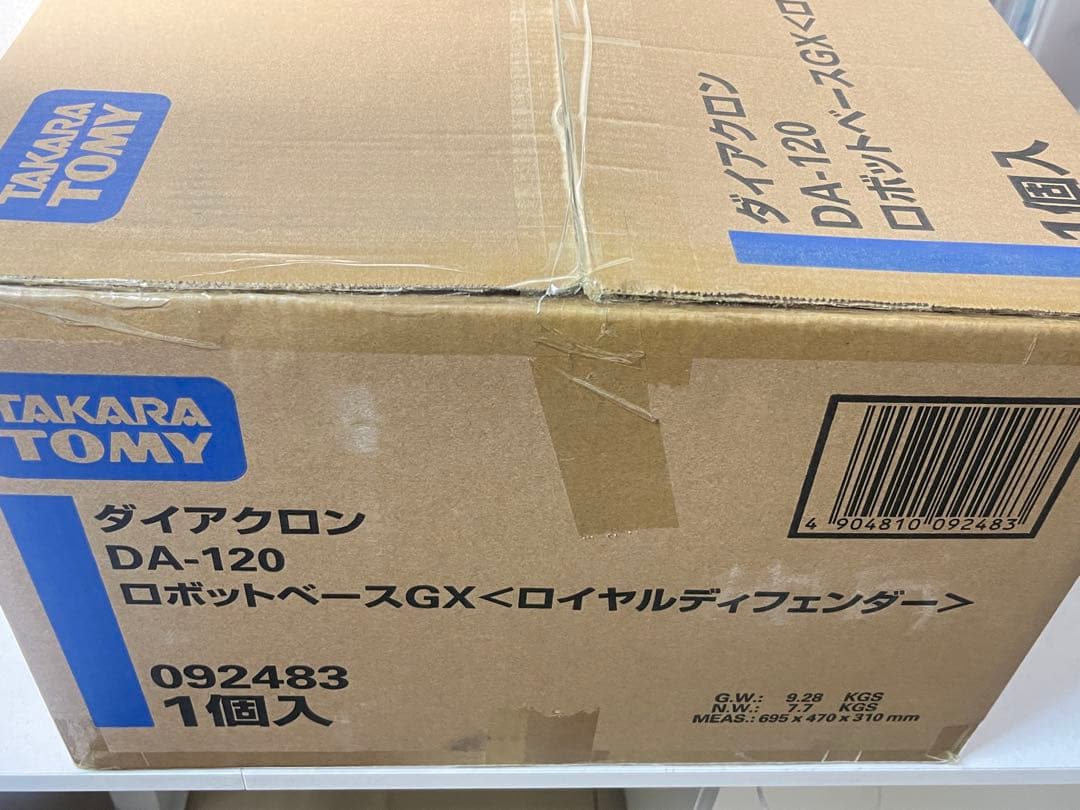 TAKARA
TOMY
ダイアクロン
DA-120
ロボットベースGX<ロ
1個入
TAKARA
TOMY
ダイアクロン
DA-120
ロボットベースGX<ロイヤルディフェンダー>
092483
1個入
4 904810 092483
G.W.: 9.28 KGS
N.W.: 7.7 KGS
MEAS.: 695 x 470 x 310 mm